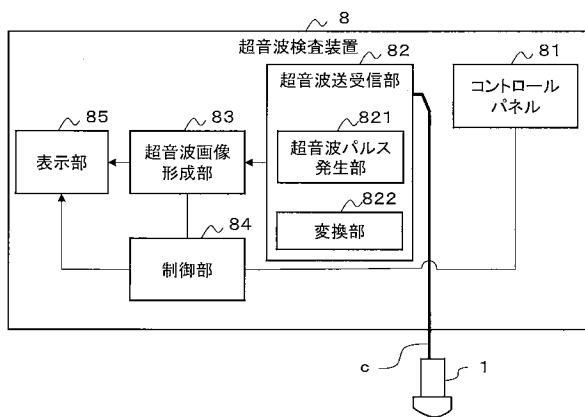 8
超音波検査装置
82
81
超音波送受信部
コントロール
パネル
85
83
821
表示部
超音波画像
形成部
超音波パルス
発生部
822
84
変換部
制御部
c
1